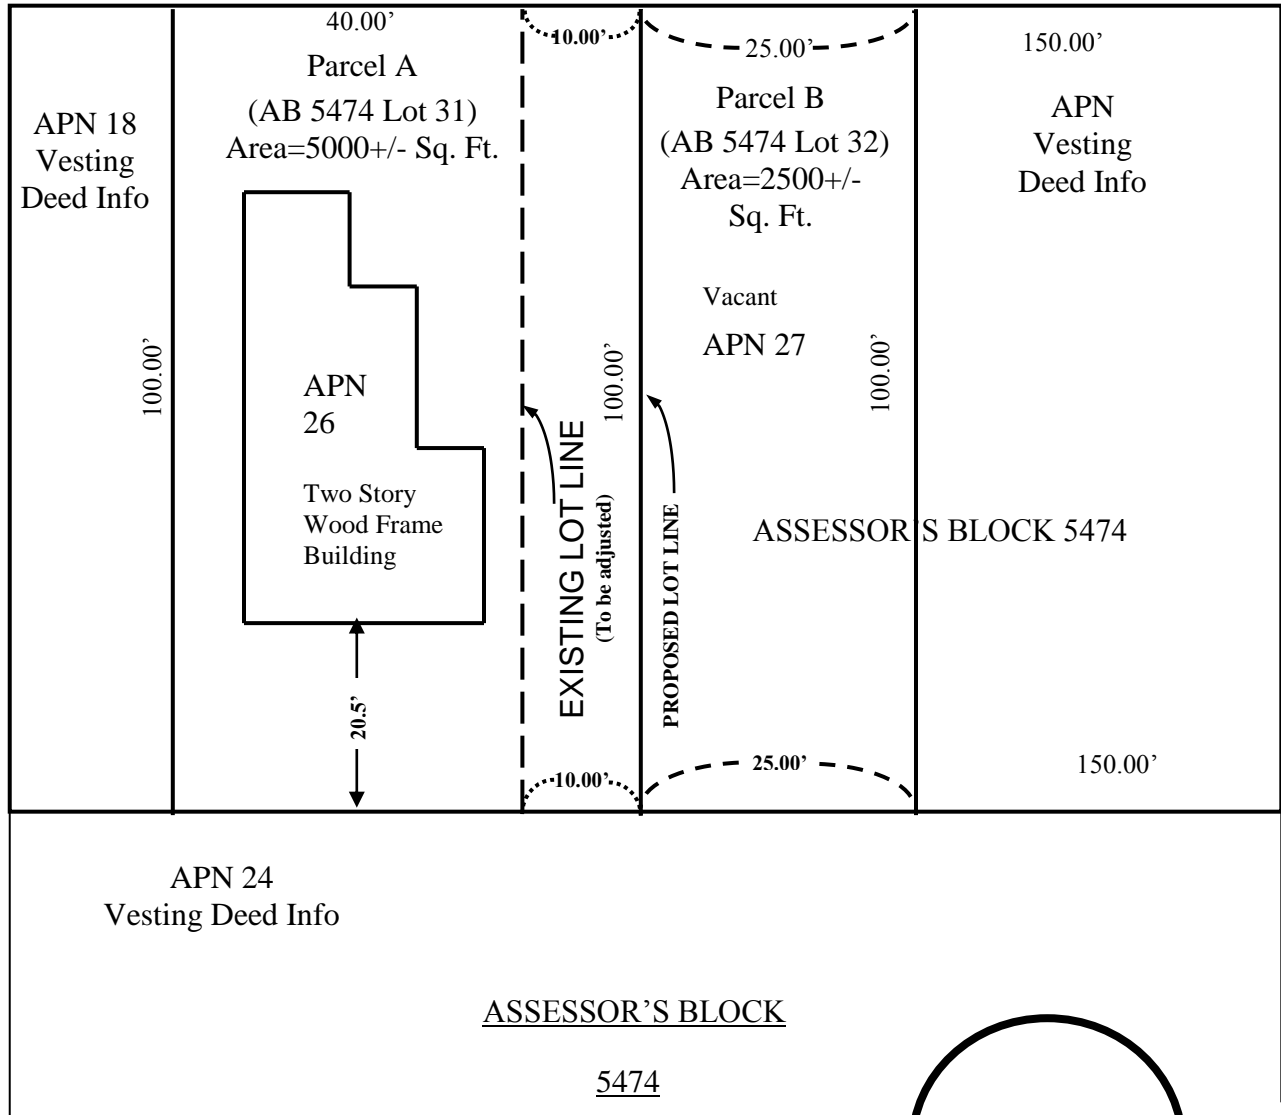 40.00’
10.00’
25.00’
150.00’
Parcel A
(AB 5474 Lot 31)
Area=5000+/- Sq. Ft.
Parcel B
(AB 5474 Lot 32)
Area=2500+/-
Sq. Ft.
APN 18
Vesting
Deed Info
APN
Vesting
Deed Info
Vacant
APN 27
100.00’
APN
26
Two Story
Wood Frame
Building
100.00’
100.00’
EXISTING LOT LINE
(To be adjusted)
PROPOSED LOT LINE
ASSESSOR’S BLOCK 5474
20.5’
10.00’
25.00’
150.00’
APN 24
Vesting Deed Info
ASSESSOR’S BLOCK
5474